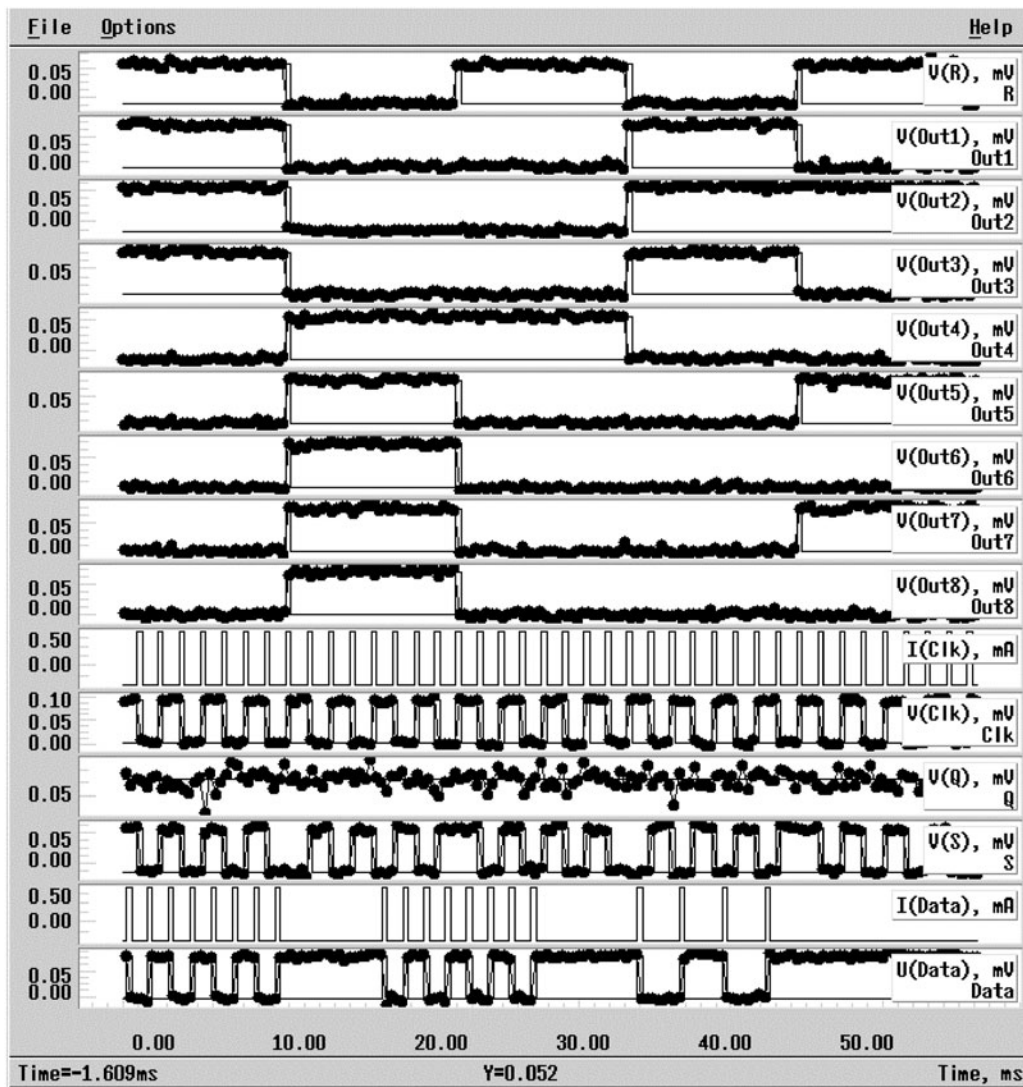 File Options Help
0.05
0.00
V(R), mV
R
0.05
0.00
V(Out1), mV
Out1
0.05
0.00
V(Out2), mV
Out2
0.05
V(Out3), mV
Out3
0.05
0.00
V(Out4), mV
Out4
0.05
V(Out5), mV
Out5
0.05
0.00
V(Out6), mV
Out6
0.05
0.00
V(Out7), mV
Out7
0.05
0.00
V(Out8), mV
Out8
0.50
0.00
I(Clk), mA
0.10
0.05
0.00
V(Clk), mV
Clk
0.05
V(Q), mV
Q
0.05
0.00
V(S), mV
S
0.50
0.00
I(Data), mA
0.05
0.00
U(Data), mV
Data
0.00 10.00 20.00 30.00 40.00 50.00
Time=-1.609ms Y=0.052 Time, ms